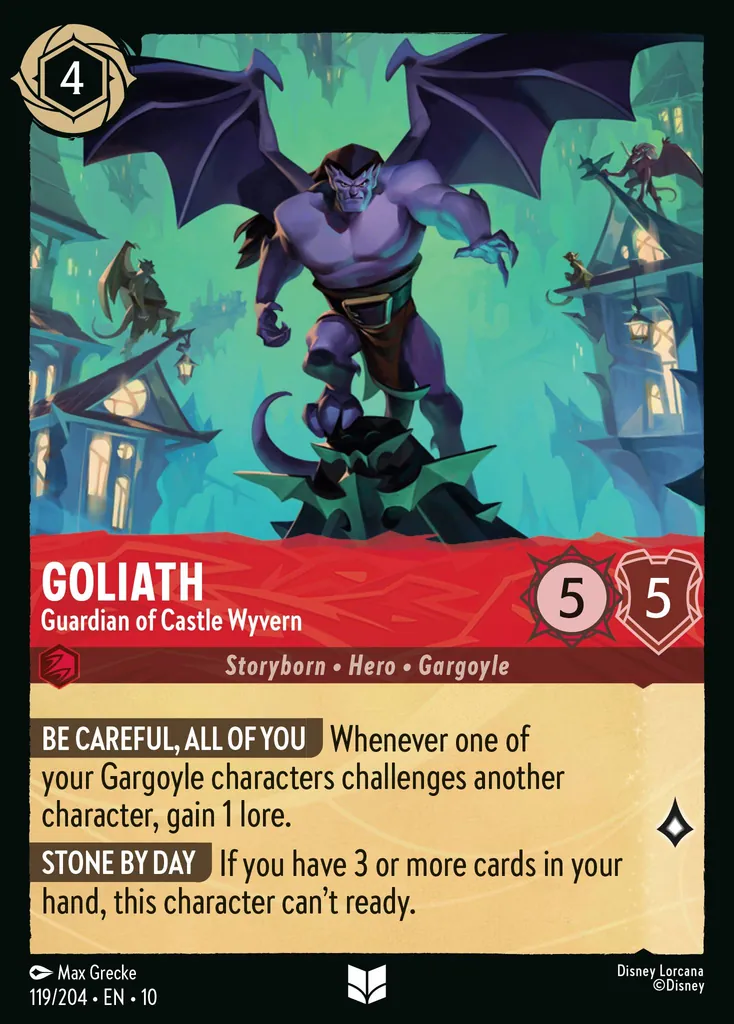 4
GOLIATH
Guardian of Castle Wyvern
5
5
Storyborn • Hero • Gargoyle
BE CAREFUL, ALL OF YOU Whenever one of
your Gargoyle characters challenges another
character, gain 1 lore.
STONE BY DAY If you have 3 or more cards in your
hand, this character can't ready.
Max Grecke
119/204 • EN • 10
Disney Lorcana
©Disney